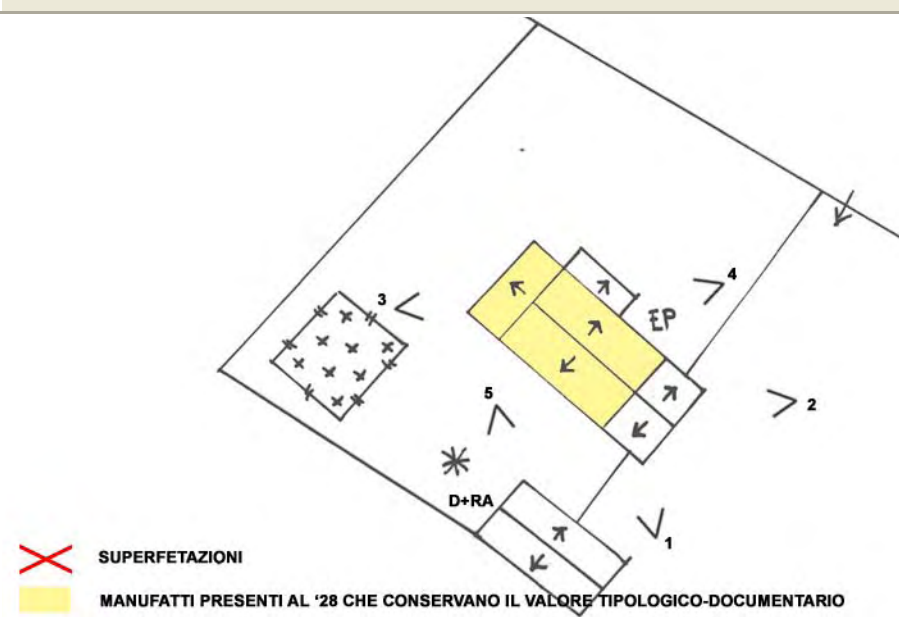 4
3
EP
5
2
D+RA
1
SUPERFETAZIONI
MANUFATTI PRESENTI AL '28 CHE CONSERVANO IL VALORE TIPOLOGICO-DOCUMENTARIO